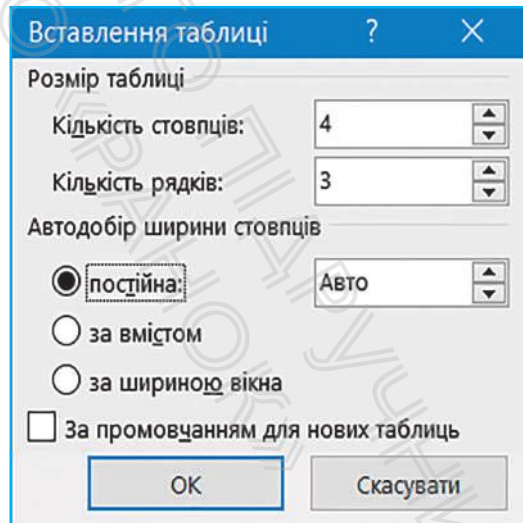 Вставлення таблиці ? ×
Розмір таблиці
Кількість стовпців: 4
Кількість рядків: 3
Автодобір ширини стовпців
постійна: Авто
за вмістом
за шириною вікна
За промовчанням для нових таблиць
ОК Скасувати